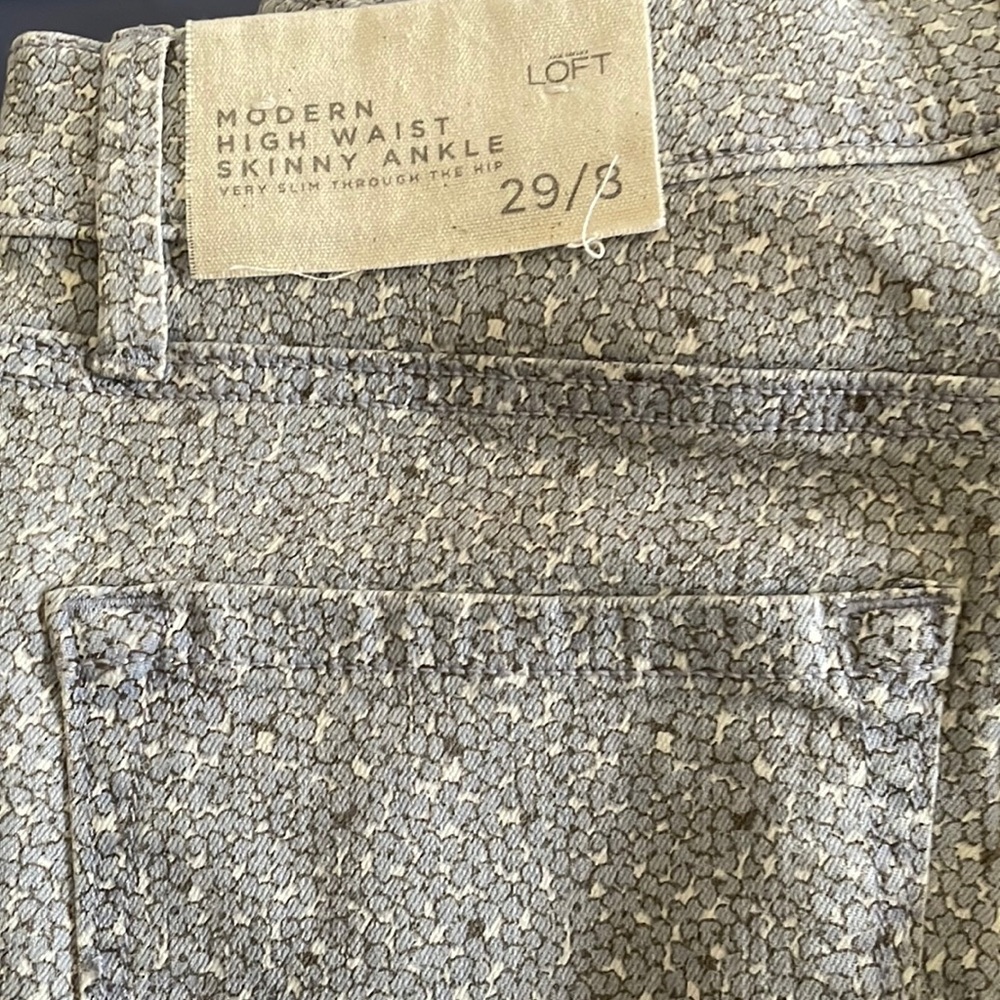 LOFT
MODERN
HIGH WAIST
SKINNY ANKLE
VERY SLIM THROUGH THE HIP
29/8